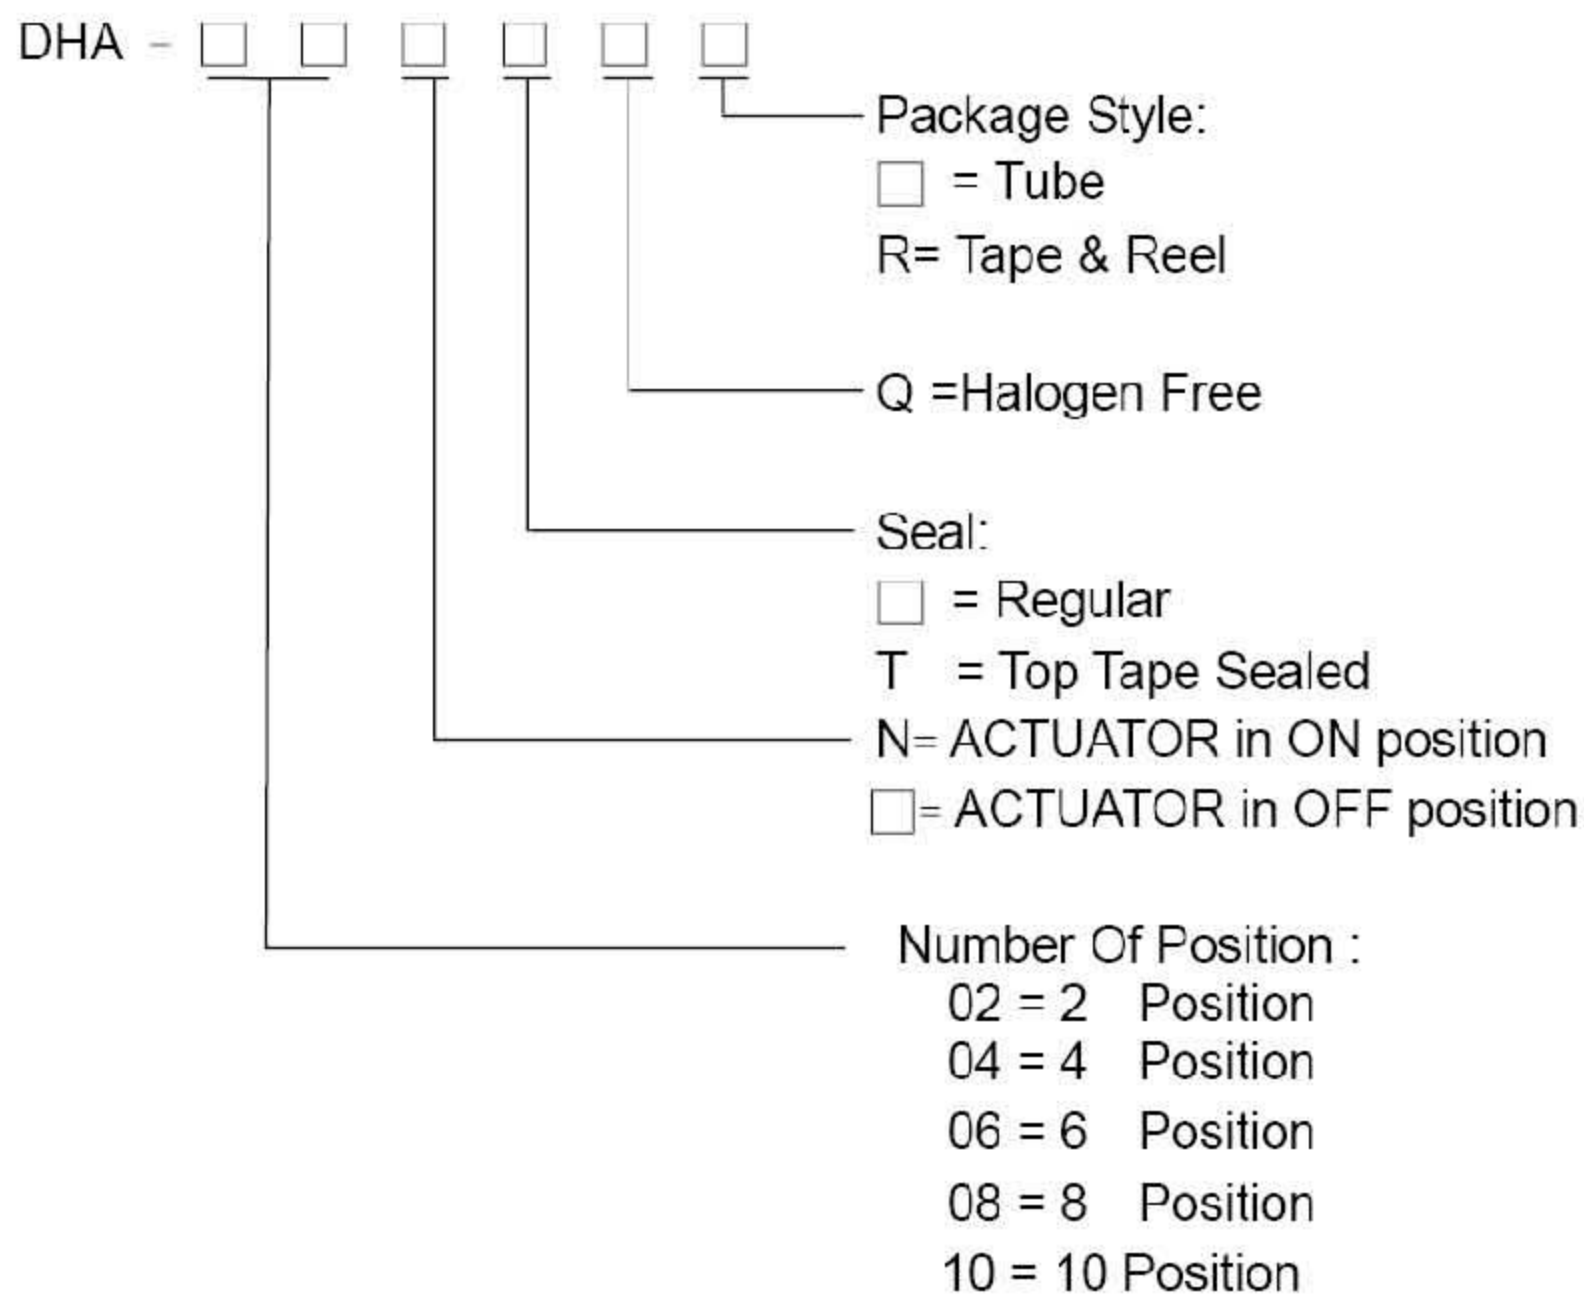 DHA - □ □ □ □ □ □
Package Style:
□ = Tube
R= Tape & Reel
Q =Halogen Free
Seal:
□ = Regular
T = Top Tape Sealed
N= ACTUATOR in ON position
□= ACTUATOR in OFF position
Number Of Position :
02 = 2 Position
04 = 4 Position
06 = 6 Position
08 = 8 Position
10 = 10 Position